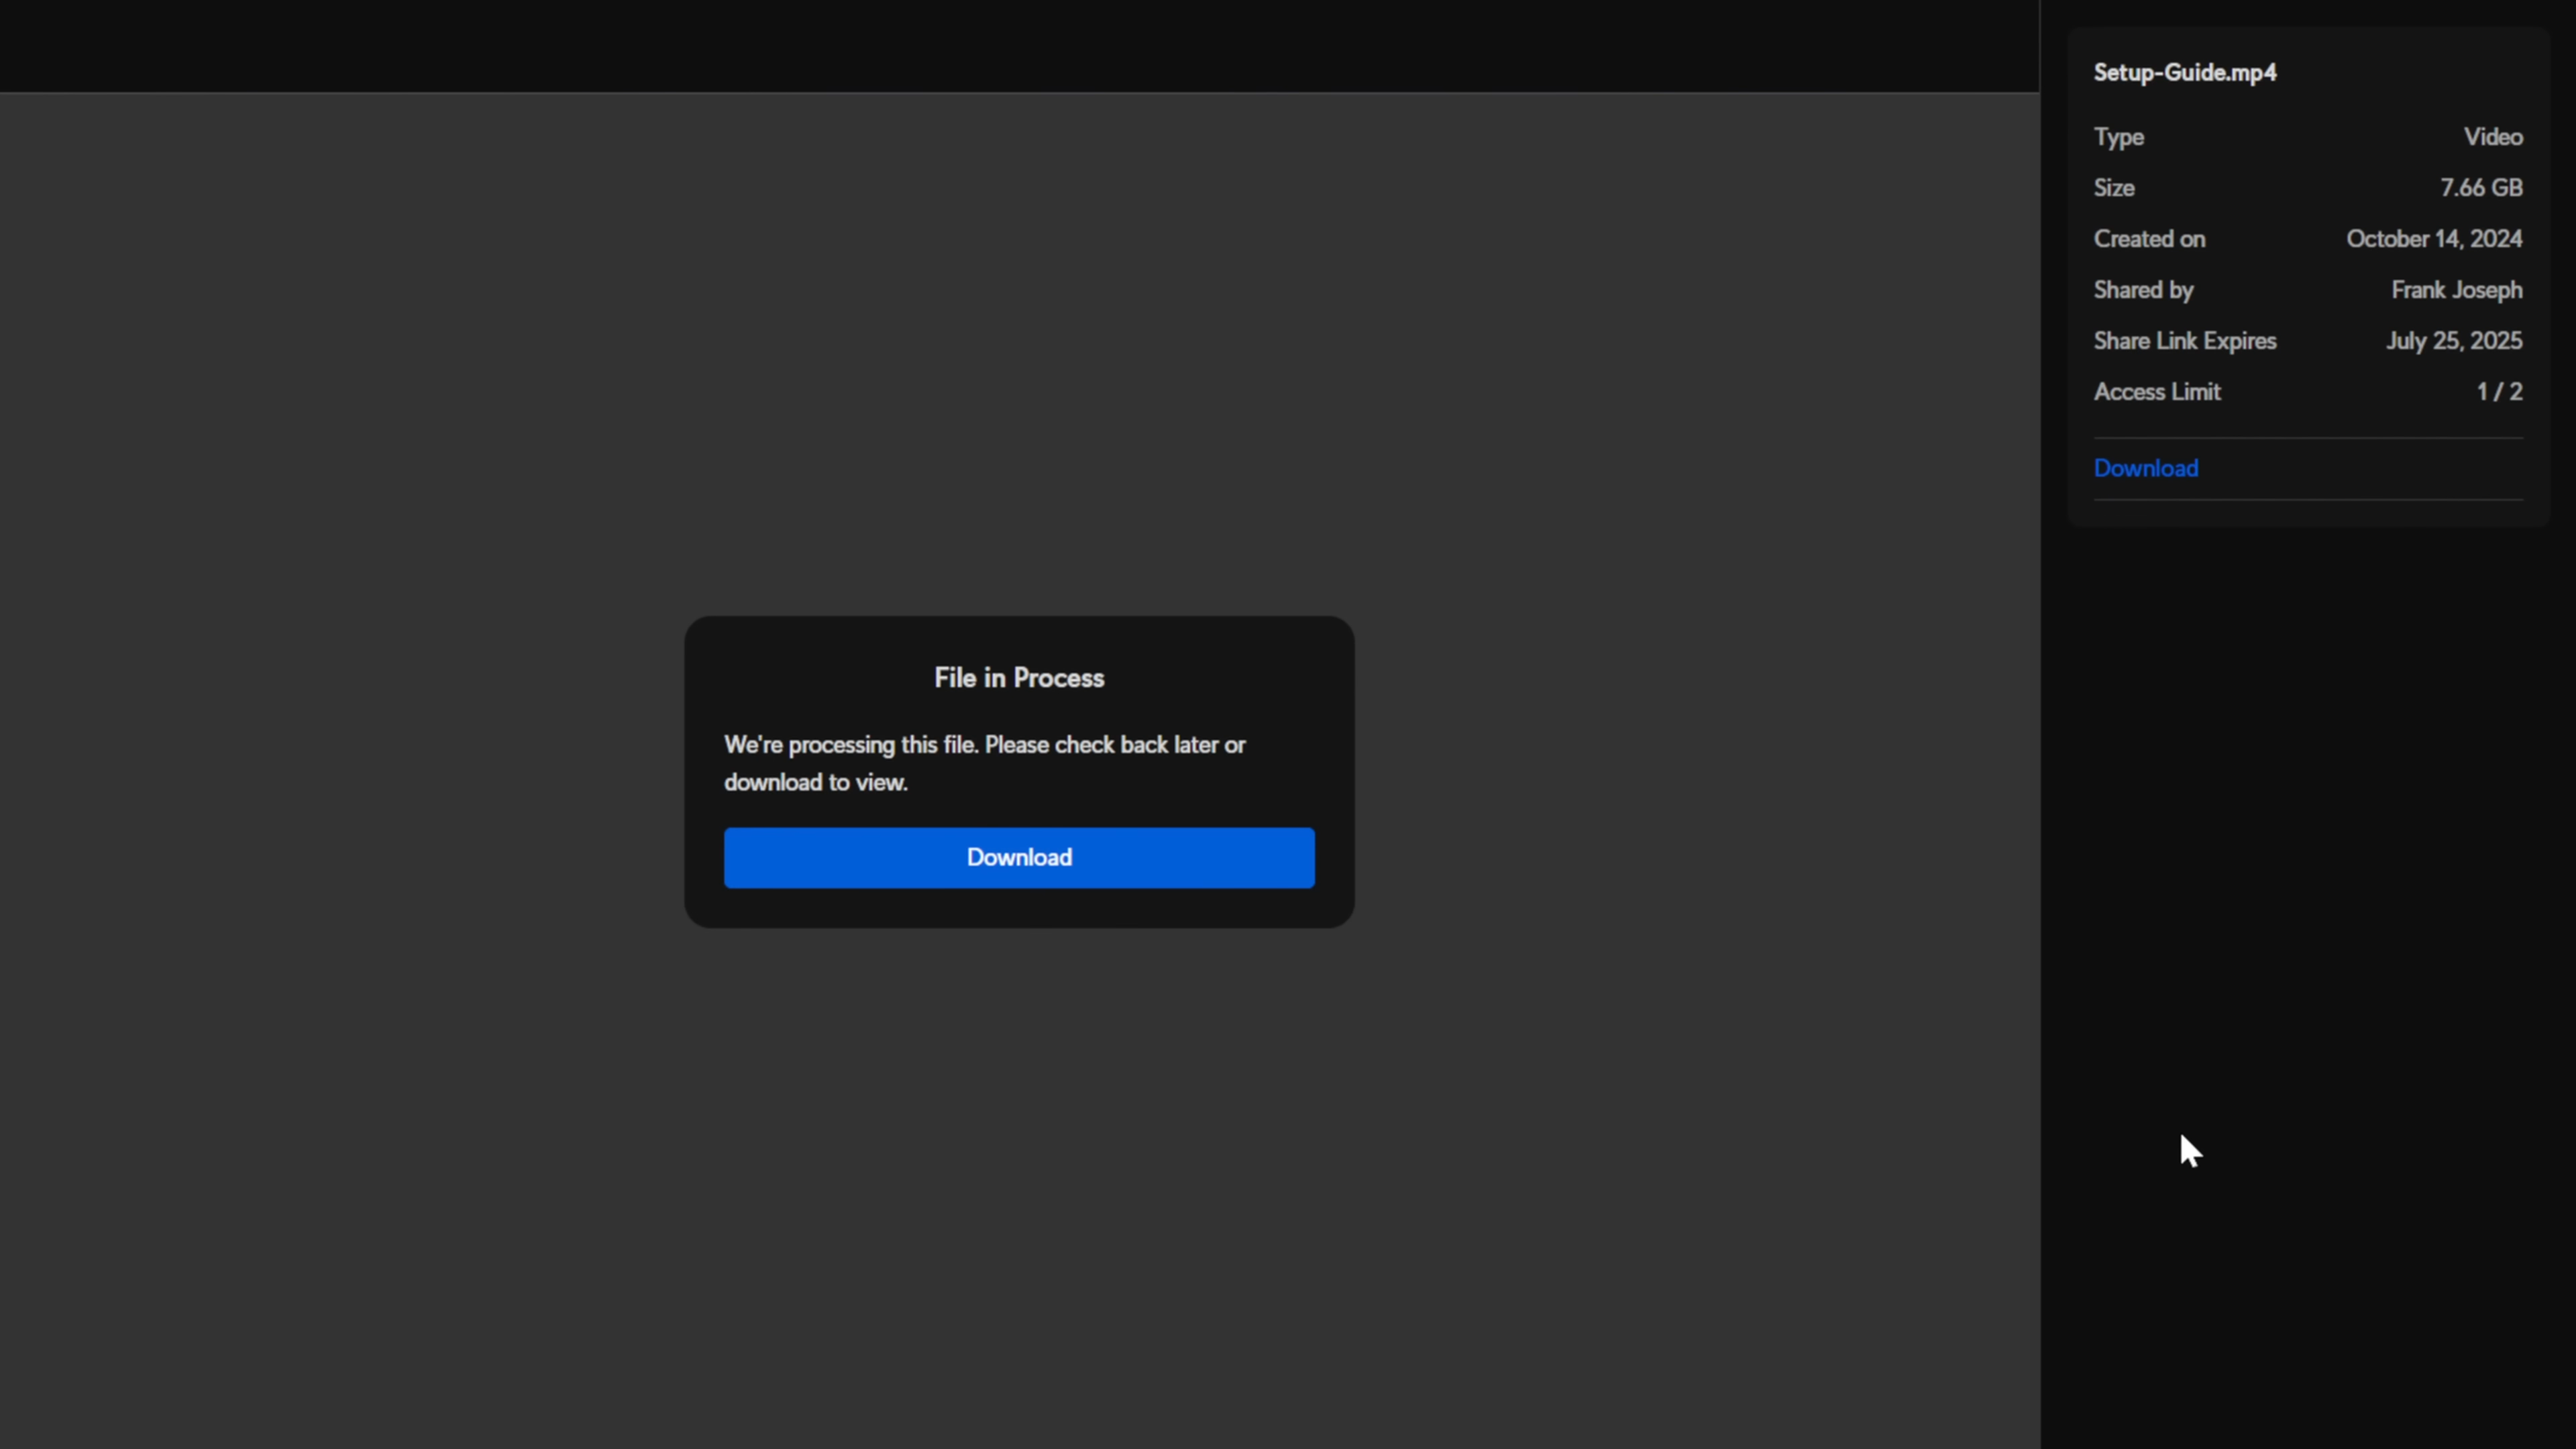 Setup-Guide.mp4
Type Video
Size 7.66 GB
Created on October 14, 2024
Shared by Frank Joseph
Share Link Expires July 25, 2025
Access Limit 1 / 2
Download
File in Process
We're processing this file. Please check back later or
download to view.
Download